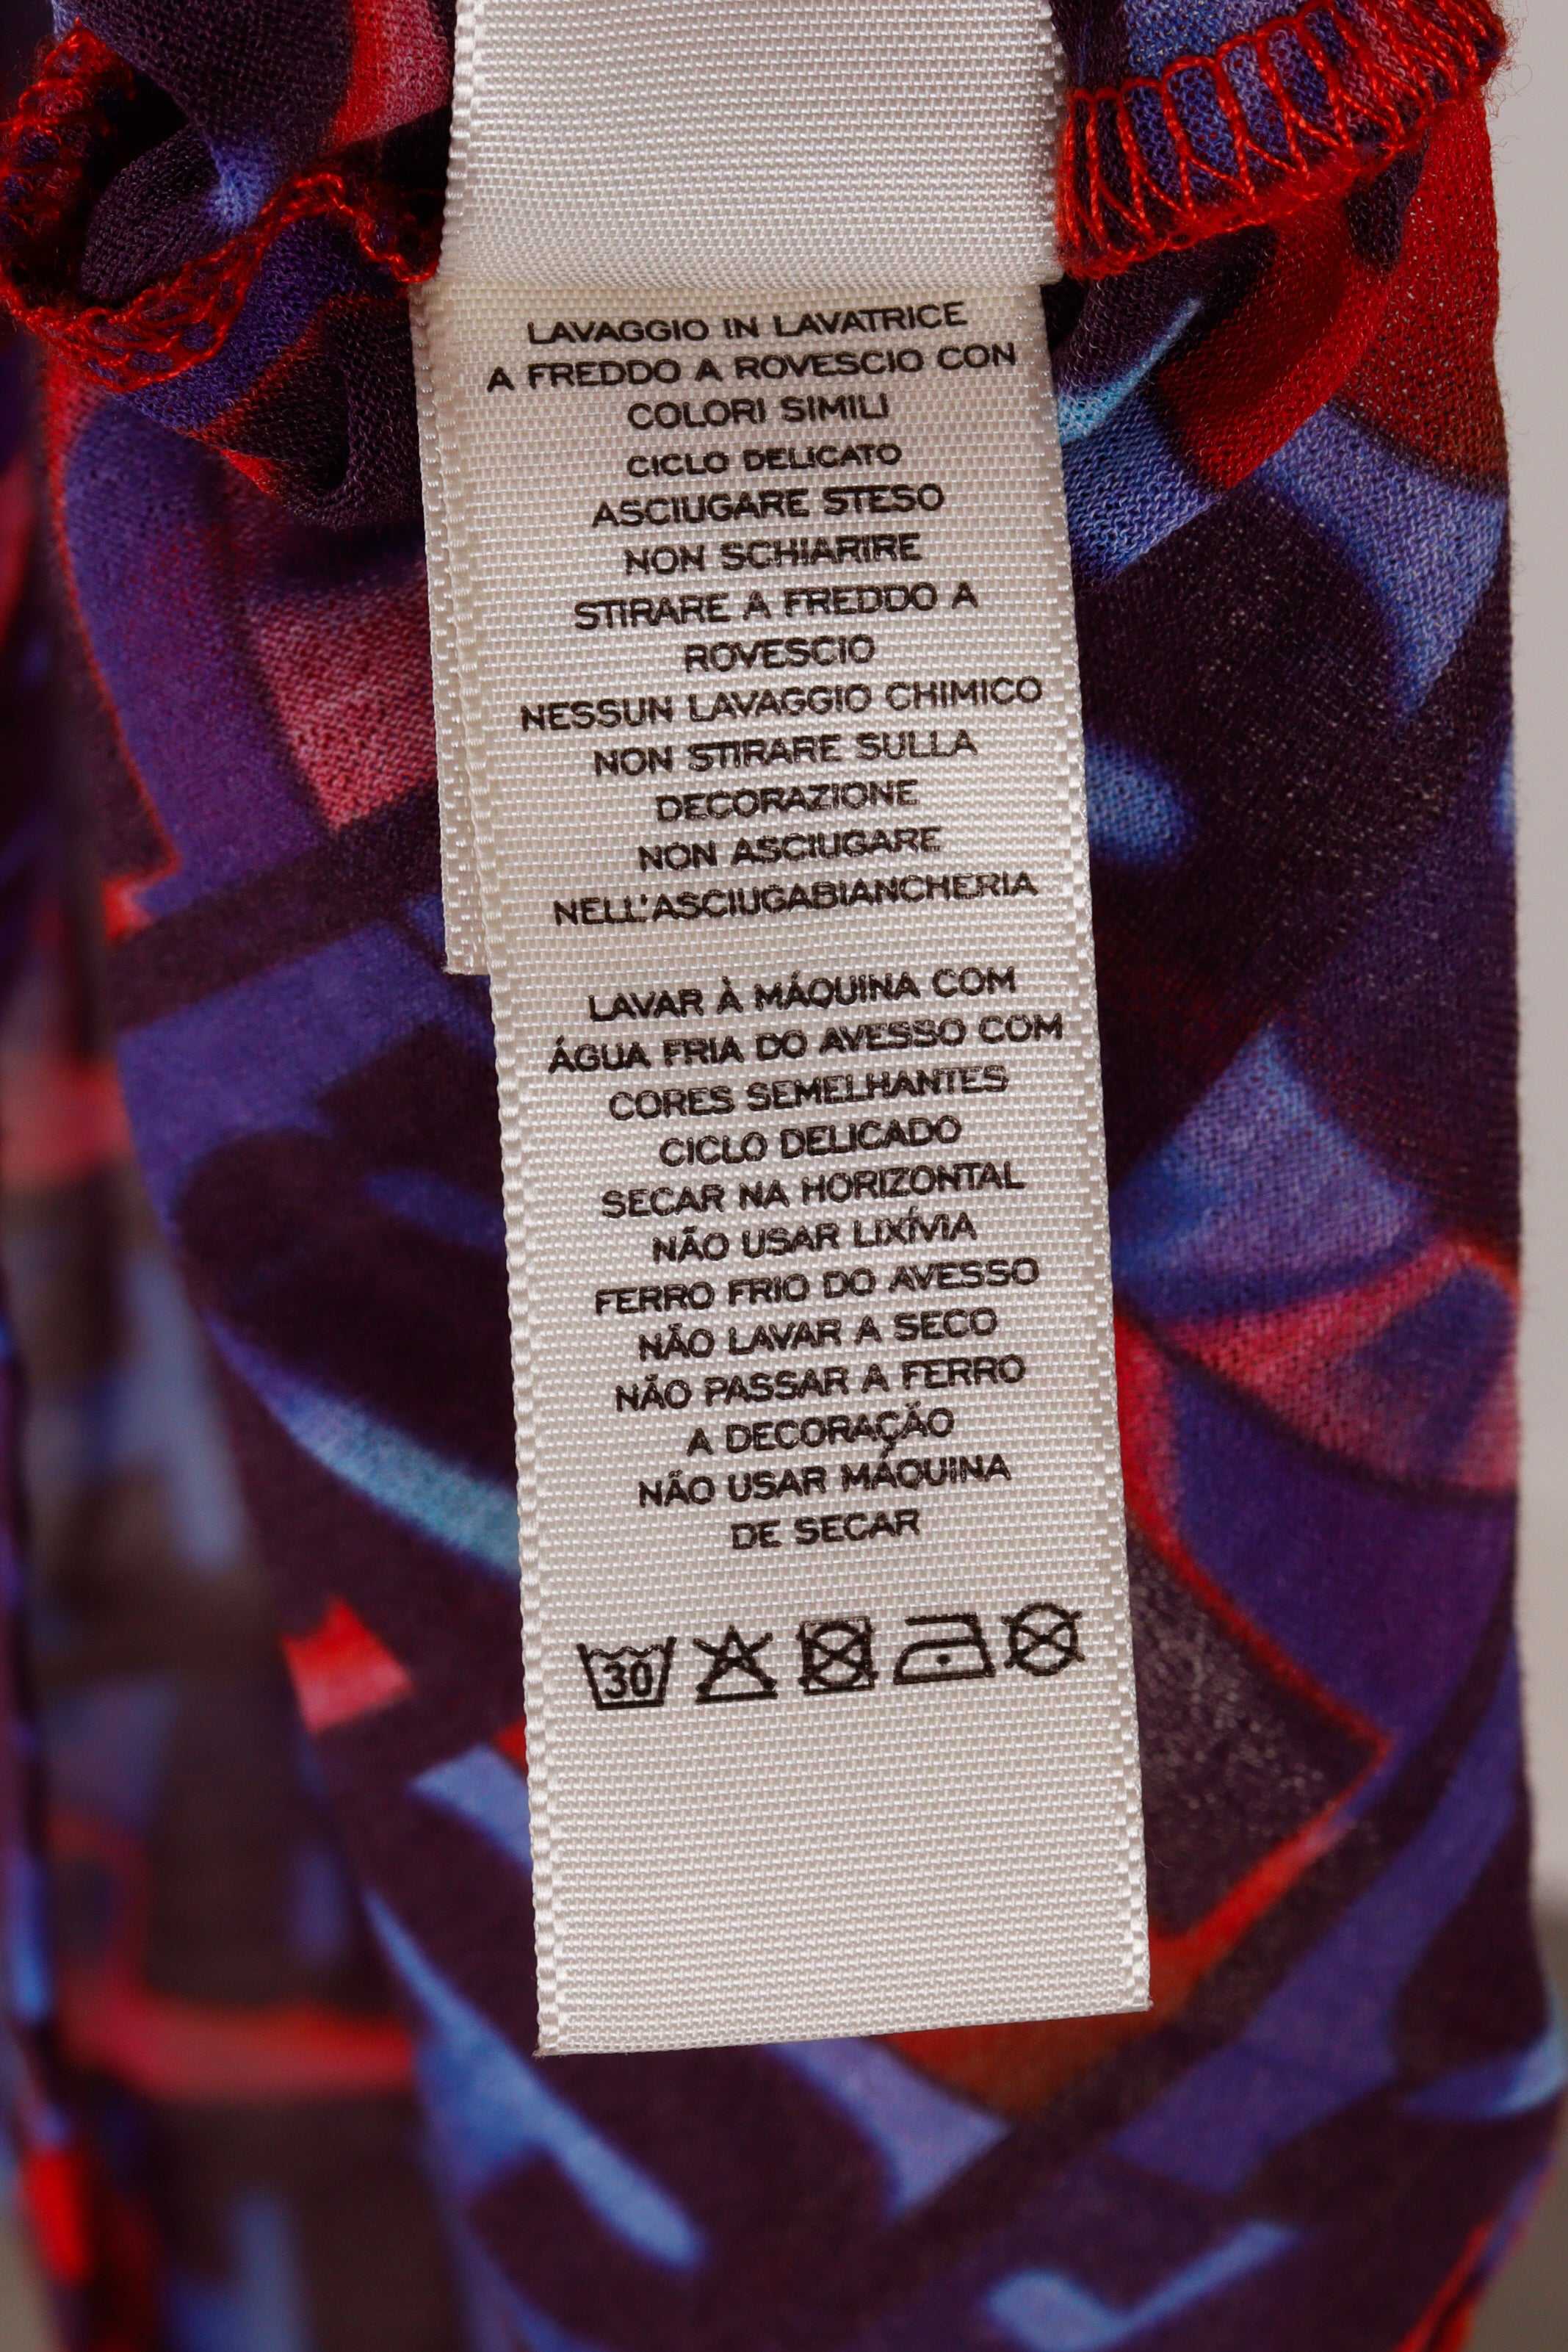 LAVAGGIO IN LAVATRICE
A FREDDO A ROVESCIO CON
COLORI SIMILI
CICLO DELICATO
ASCIUGARE STESO
NON SCHIARIRE
STIRARE A FREDDO A
ROVESCIO
NESSUN LAVAGGIO CHIMICO
NON STIRARE SULLA
DECORAZIONE
NON ASCIUGARE
NELL'ASCIUGABIANCHERIA
LAVAR À MÁQUINA COM
ÁGUA FRIA DO AVESSO COM
CORES SEMELHANTES
CICLO DELICADO
SECAR NA HORIZONTAL
NÃO USAR LIXÍVIA
FERRO FRIO DO AVESSO
NÃO LAVAR A SECO
NÃO PASSAR A FERRO
A DECORAÇÃO
NÃO USAR MÁQUINA
DE SECAR
30